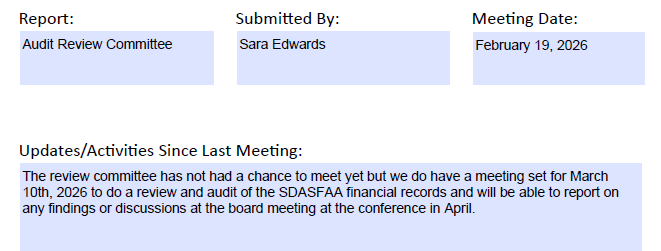 Report: Submitted By: Meeting Date:
Audit Review Committee Sara Edwards February 19, 2026
Updates/Activities Since Last Meeting:
The review committee has not had a chance to meet yet but we do have a meeting set for March
10th, 2026 to do a review and audit of the SDASFAA financial records and will be able to report on
any findings or discussions at the board meeting at the conference in April.